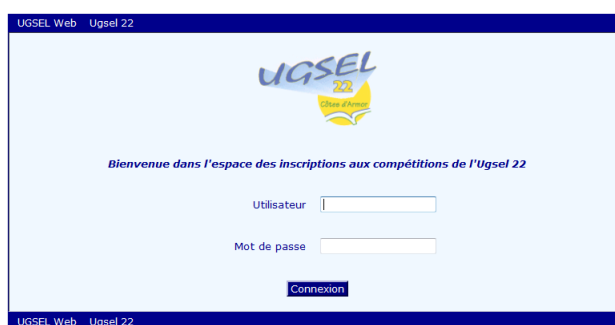 UGSEL Web Ugsel 22
UGSEL
22
Côtes d'Armor
Bienvenue dans l'espace des inscriptions aux compétitions de l'Ugsel 22
Utilisateur
Mot de passe
Connexion
UGSEL Web Ugsel 22